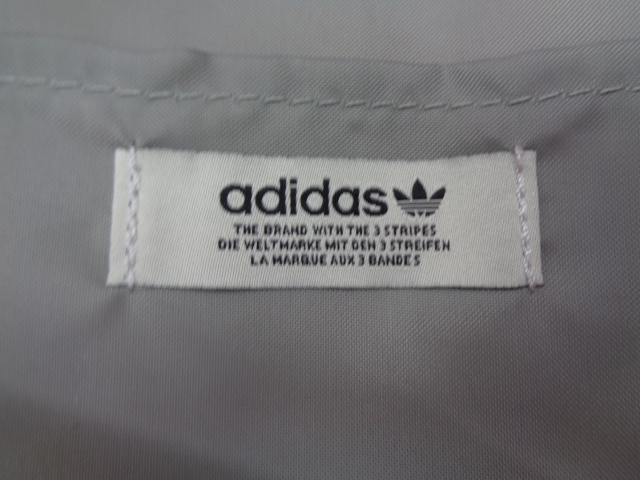 adidas
THE BRAND WITH THE 3 STRIPES
DIE WELTMARKE MIT DEN 3 STREIFEN
LA MARQUE AUX 3 BANDES